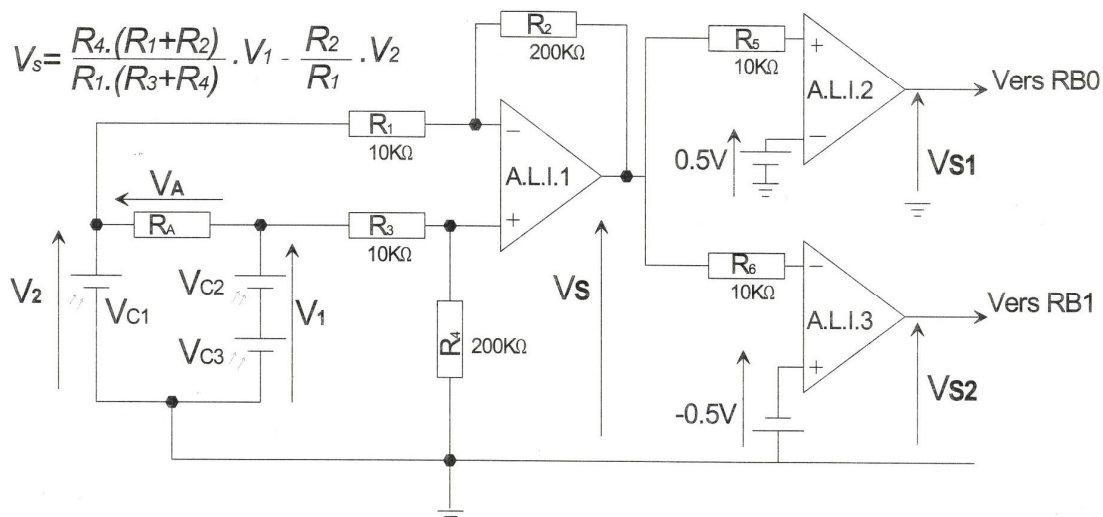 Vs= R4.(R1+R2) / R1.(R3+R4) .V1 - R2 / R1 .V2
R2
200KΩ
R1
10KΩ
A.L.I.1
VA
RA
R3
10KΩ
V2
VC1
VC2
VC3
V1
R4
200KΩ
VS
R5
10KΩ
A.L.I.2
0.5V
VS1
Vers RB0
R6
10KΩ
A.L.I.3
-0.5V
VS2
Vers RB1